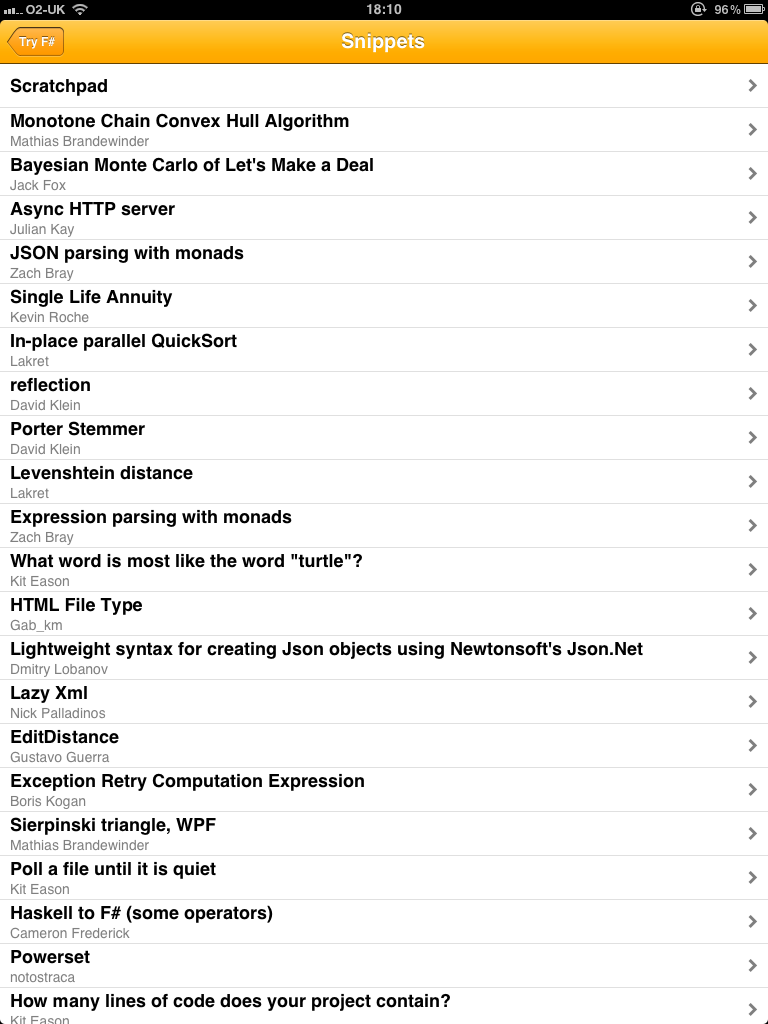 O2-UK 18:10 96%
Try F# Snippets
Scratchpad
Monotone Chain Convex Hull Algorithm
Mathias Brandewinder
Bayesian Monte Carlo of Let's Make a Deal
Jack Fox
Async HTTP server
Julian Kay
JSON parsing with monads
Zach Bray
Single Life Annuity
Kevin Roche
In-place parallel QuickSort
Lakret
reflection
David Klein
Porter Stemmer
David Klein
Levenshtein distance
Lakret
Expression parsing with monads
Zach Bray
What word is most like the word "turtle"?
Kit Eason
HTML File Type
Gab_km
Lightweight syntax for creating Json objects using Newtonsoft's Json.Net
Dmitry Lobanov
Lazy Xml
Nick Palladinos
EditDistance
Gustavo Guerra
Exception Retry Computation Expression
Boris Kogan
Sierpinski triangle, WPF
Mathias Brandewinder
Poll a file until it is quiet
Kit Eason
Haskell to F# (some operators)
Cameron Frederick
Powerset
notostraca
How many lines of code does your project contain?
Kit Eason